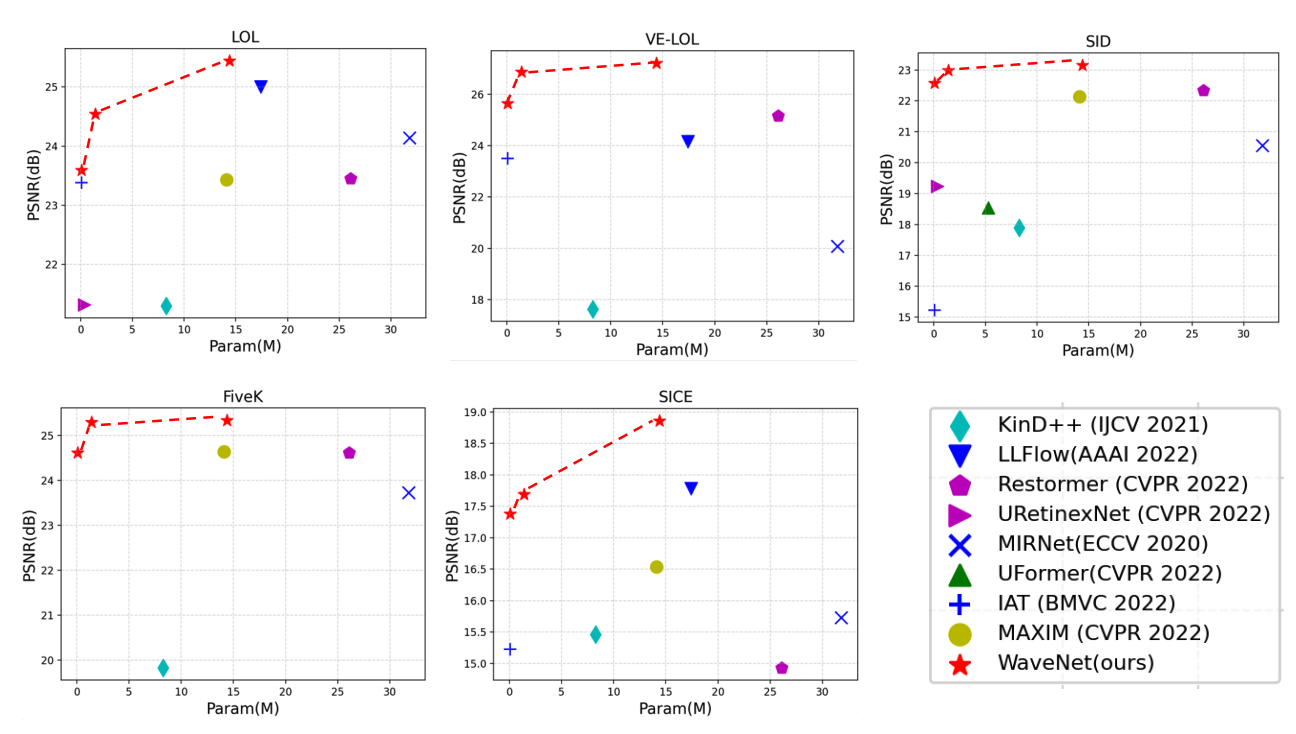 LOL
PSNR(dB)
25
24
23
22
0 5 10 15 20 25 30
Param(M)
VE-LOL
PSNR(dB)
26
24
22
20
18
0 5 10 15 20 25 30
Param(M)
SID
PSNR(dB)
23
22
21
20
19
18
17
16
15
0 5 10 15 20 25 30
Param(M)
FiveK
PSNR(dB)
25
24
23
22
21
20
0 5 10 15 20 25 30
Param(M)
SICE
PSNR(dB)
19.0
18.5
18.0
17.5
17.0
16.5
16.0
15.5
15.0
0 5 10 15 20 25 30
Param(M)
KinD++ (IJCV 2021)
LLFlow(AAAI 2022)
Restormer (CVPR 2022)
URetinexNet (CVPR 2022)
MIRNet(ECCV 2020)
UFormer(CVPR 2022)
IAT (BMVC 2022)
MAXIM (CVPR 2022)
WaveNet(ours)